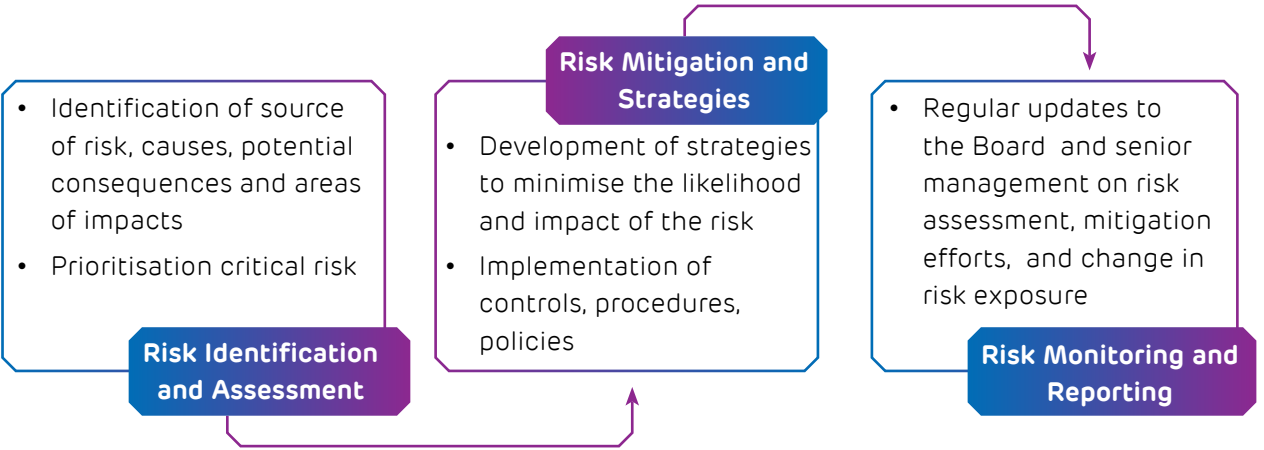 • Identification of source
of risk, causes, potential
consequences and areas
of impacts
• Prioritisation critical risk
Risk Identification
and Assessment
Risk Mitigation and
Strategies
• Development of strategies
to minimise the likelihood
and impact of the risk
• Implementation of
controls, procedures,
policies
• Regular updates to
the Board and senior
management on risk
assessment, mitigation
efforts, and change in
risk exposure
Risk Monitoring and
Reporting